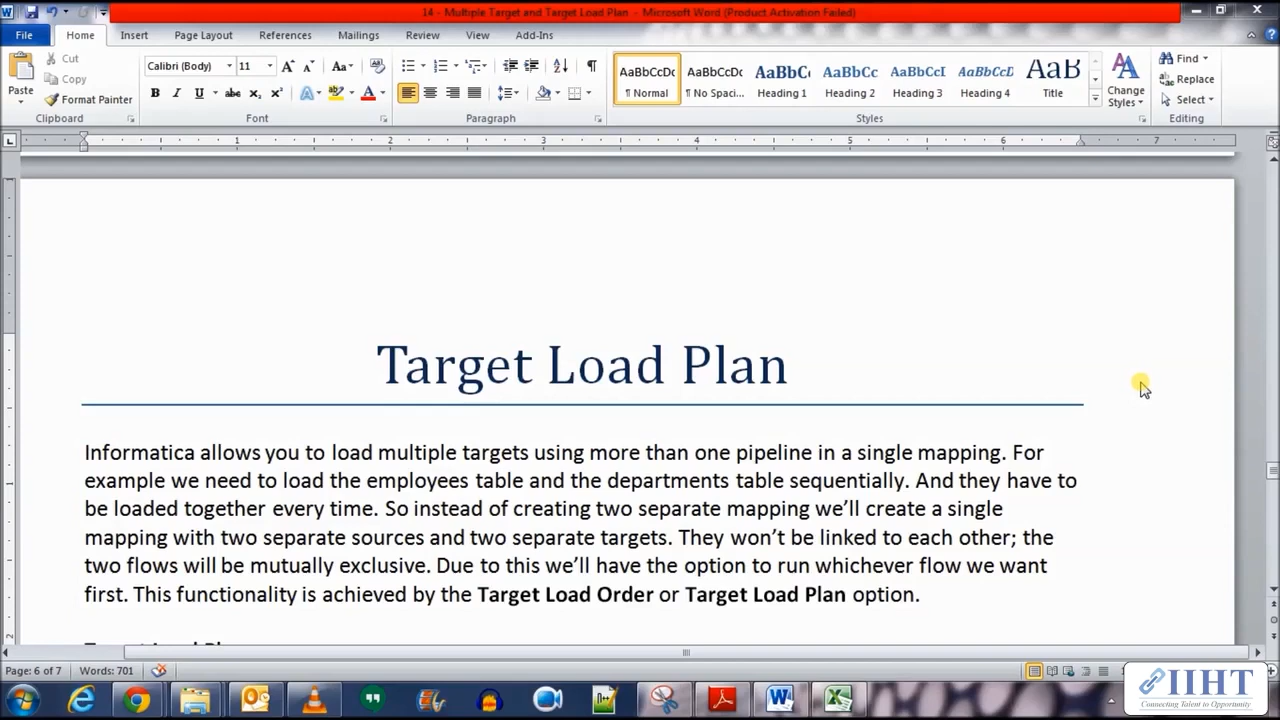 14 - Multiple Target and Target Load Plan - Microsoft Word (Product Activation Failed)
File Home Insert Page Layout References Mailings Review View Add-Ins
Paste
Cut
Copy
Format Painter
Clipboard
Calibri (Body) 11
Font
Paragraph
AaBbCcDc AaBbCcDc AaBbC AaBbCc AaBbCcI AaBbCcI AaB
¶ Normal ¶ No Spaci... Heading 1 Heading 2 Heading 3 Heading 4 Title
Change Styles
Styles
Find
Replace
Select
Editing
1 2 3 4 5 6 7
Target Load Plan
Informatica allows you to load multiple targets using more than one pipeline in a single mapping. For
example we need to load the employees table and the departments table sequentially. And they have to
be loaded together every time. So instead of creating two separate mapping we’ll create a single
mapping with two separate sources and two separate targets. They won’t be linked to each other; the
two flows will be mutually exclusive. Due to this we’ll have the option to run whichever flow we want
first. This functionality is achieved by the Target Load Order or Target Load Plan option.
Page: 6 of 7 Words: 701
IIHT
Connecting Talent to Opportunity